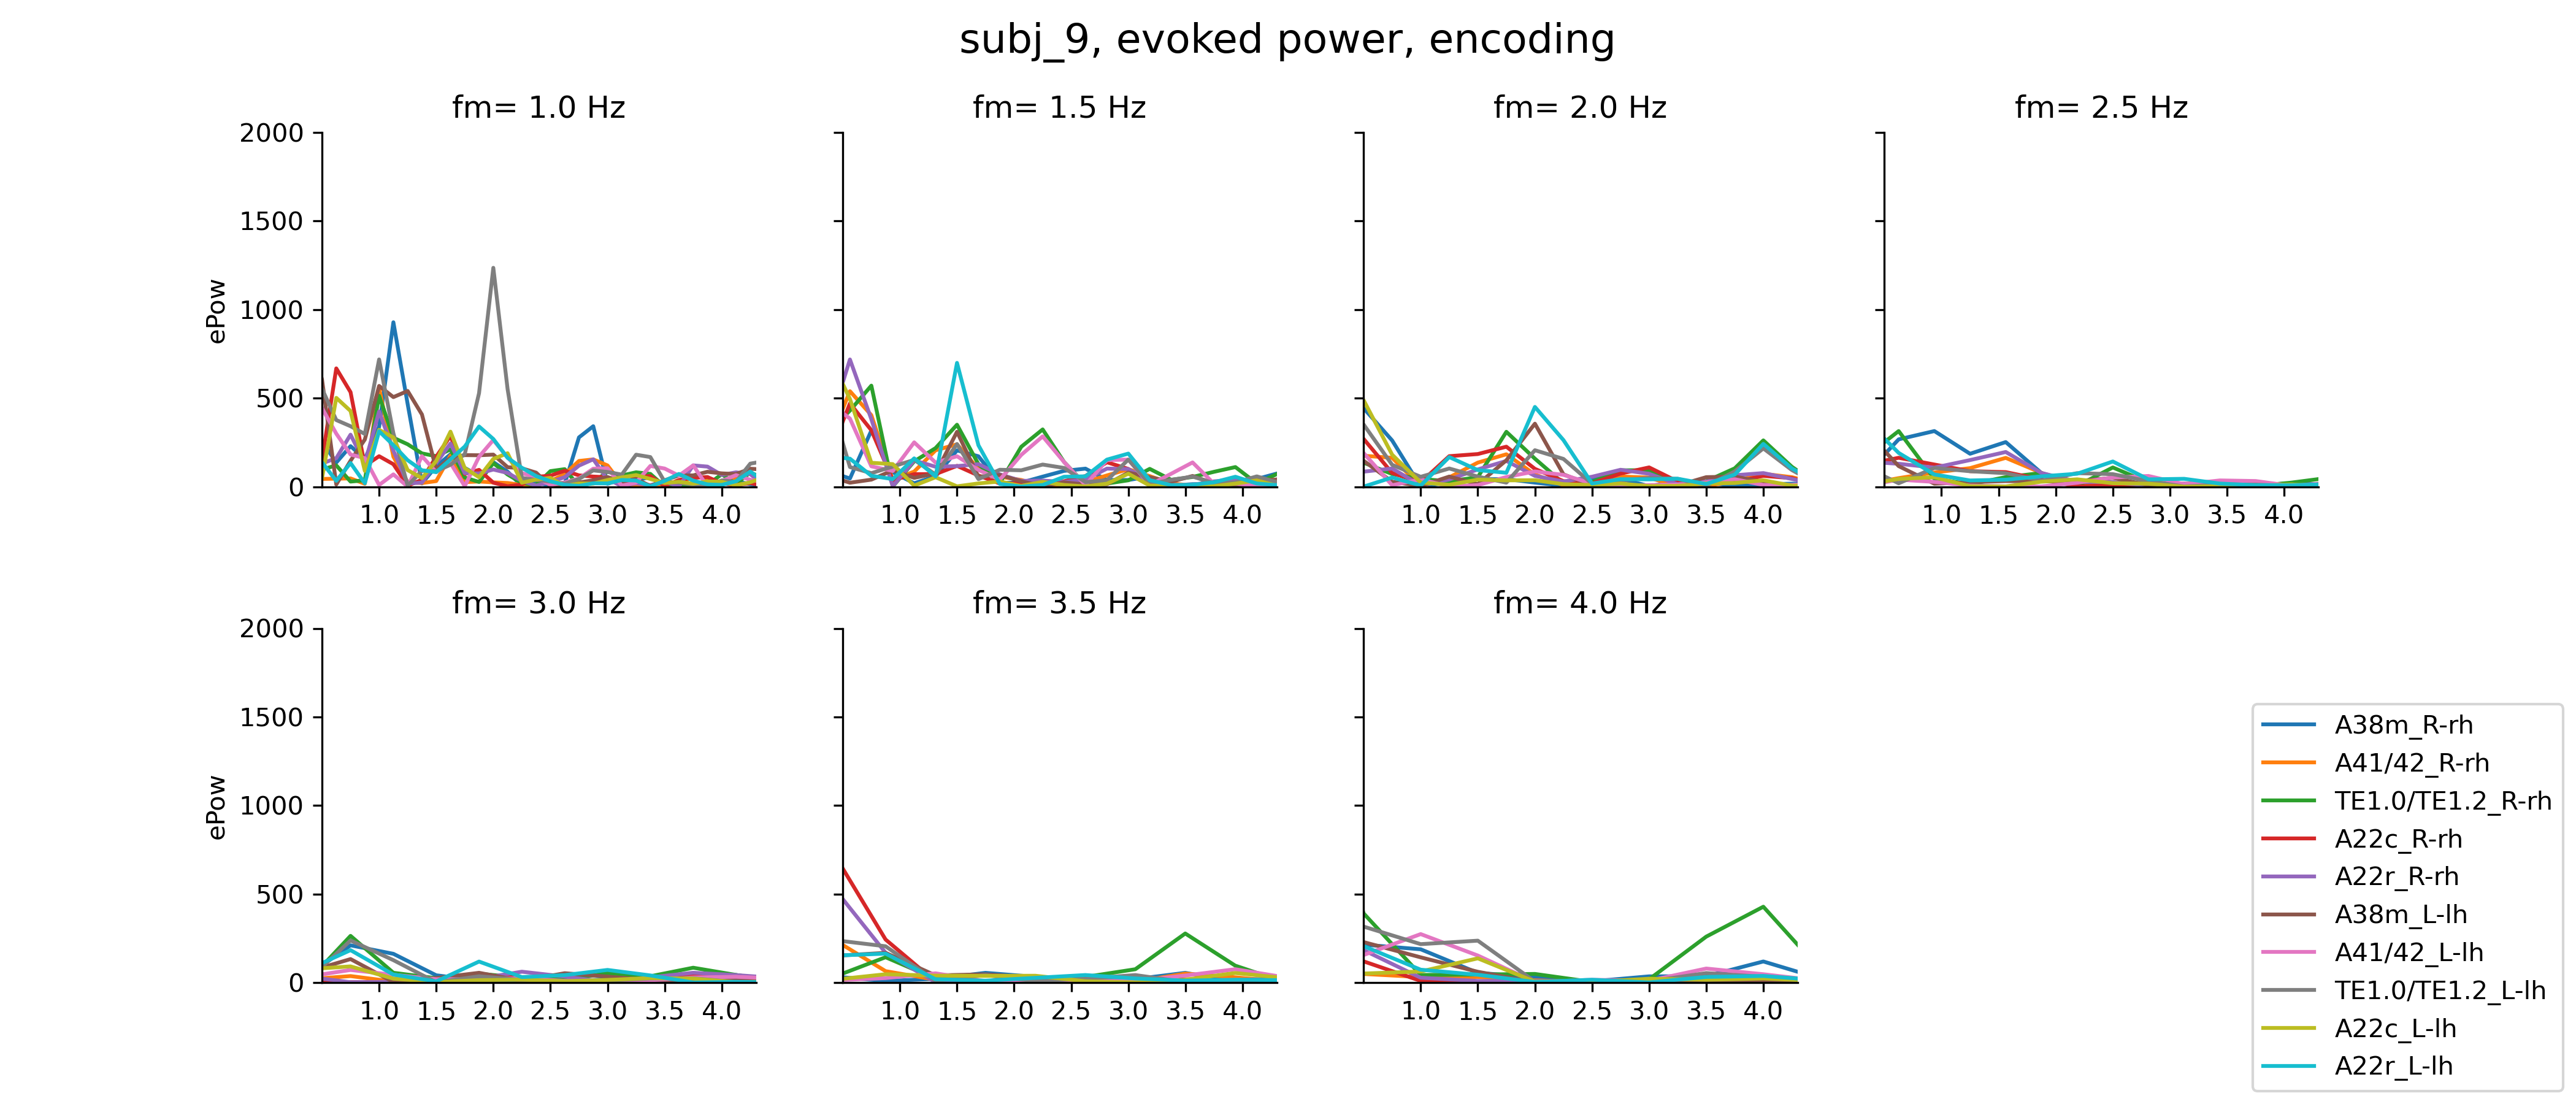 subj_9, evoked power, encoding
fm= 1.0 Hz
fm= 1.5 Hz
fm= 2.0 Hz
fm= 2.5 Hz
2000
1500
1000
500
0
ePow
1.0 1.5 2.0 2.5 3.0 3.5 4.0
1.0 1.5 2.0 2.5 3.0 3.5 4.0
1.0 1.5 2.0 2.5 3.0 3.5 4.0
1.0 1.5 2.0 2.5 3.0 3.5 4.0
fm= 3.0 Hz
fm= 3.5 Hz
fm= 4.0 Hz
2000
1500
1000
500
0
ePow
1.0 1.5 2.0 2.5 3.0 3.5 4.0
1.0 1.5 2.0 2.5 3.0 3.5 4.0
1.0 1.5 2.0 2.5 3.0 3.5 4.0
A38m_R-rh
A41/42_R-rh
TE1.0/TE1.2_R-rh
A22c_R-rh
A22r_R-rh
A38m_L-lh
A41/42_L-lh
TE1.0/TE1.2_L-lh
A22c_L-lh
A22r_L-lh